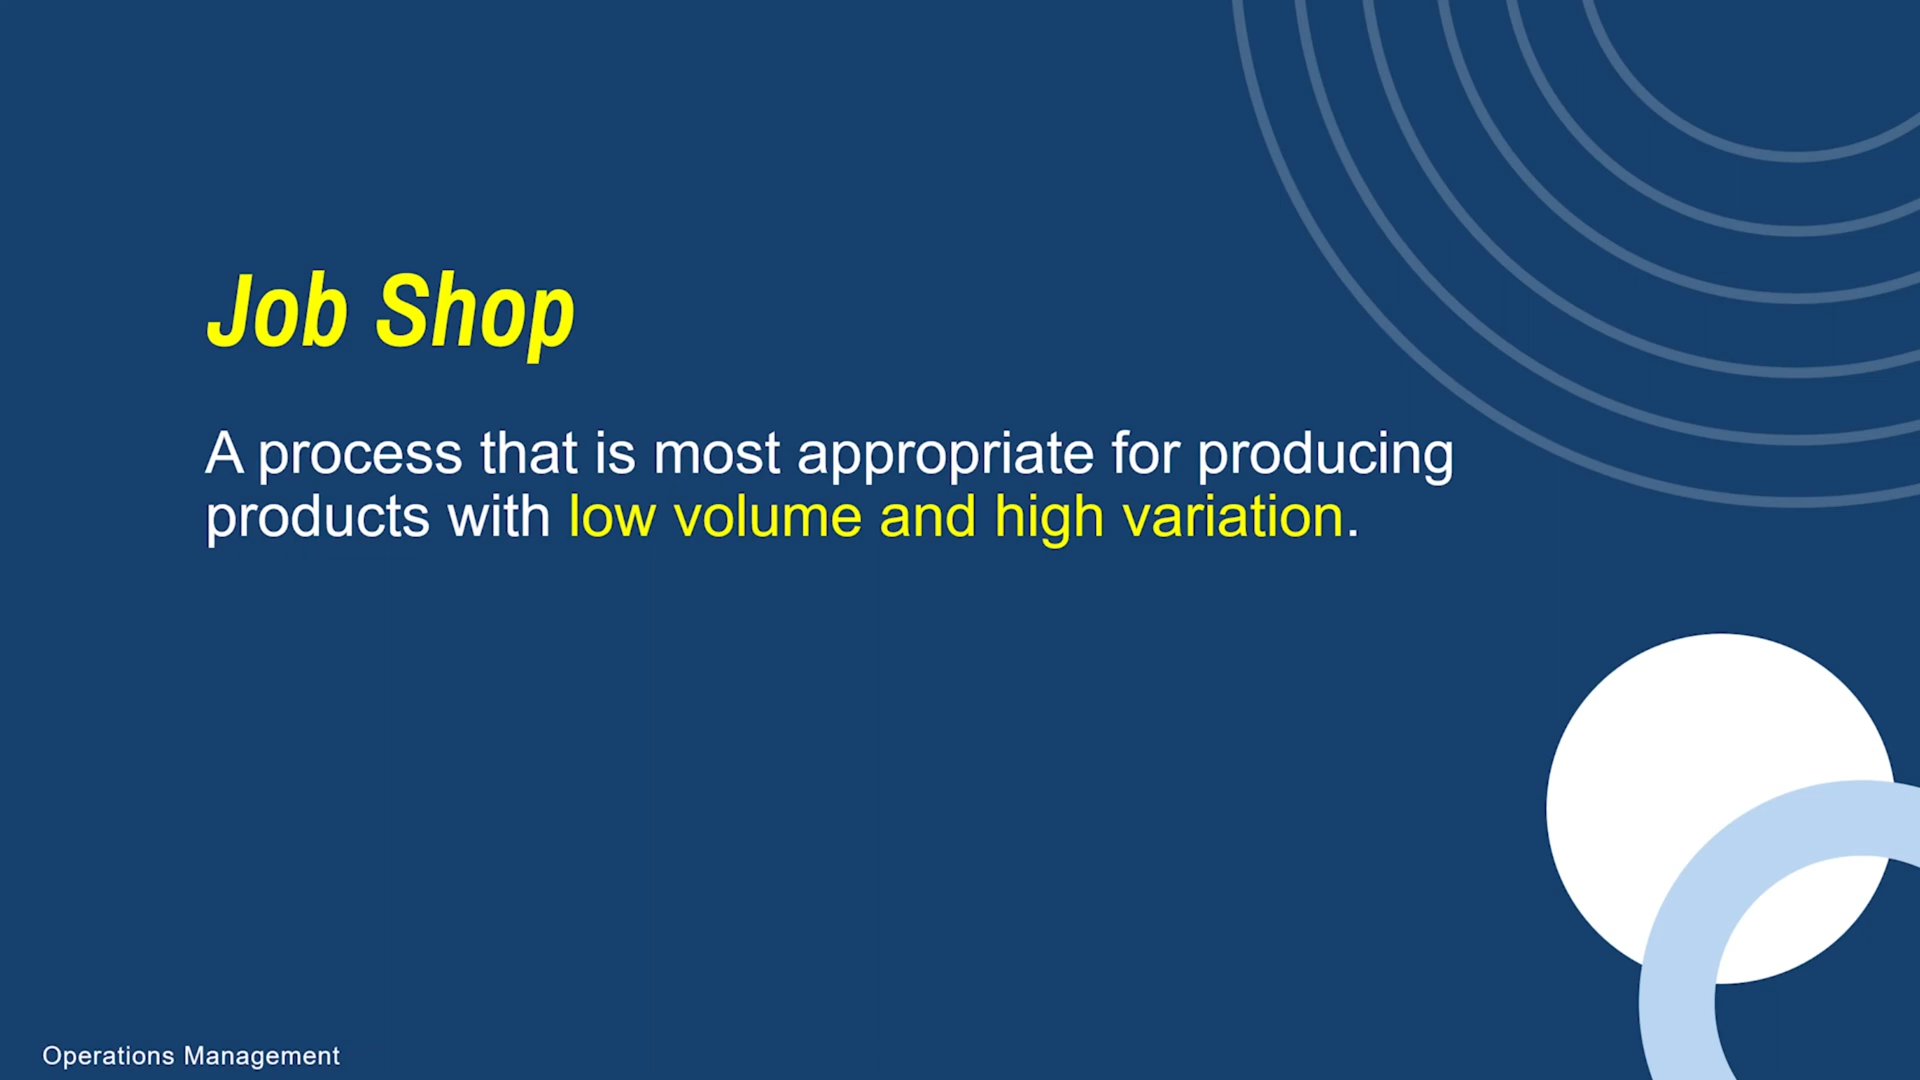 Job Shop
A process that is most appropriate for producing
products with low volume and high variation.
Operations Management